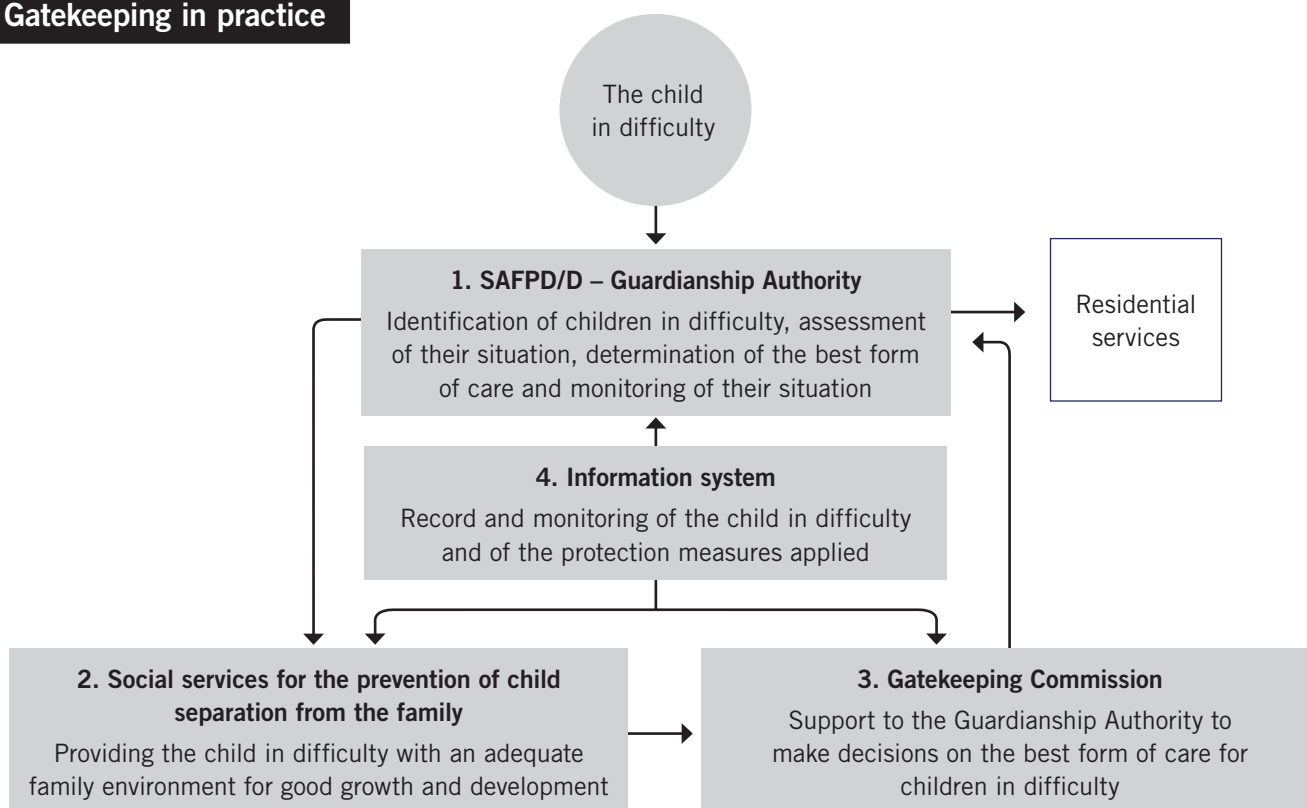 Gatekeeping in practice
The child
in difficulty
1. SAFPD/D – Guardianship Authority
Identification of children in difficulty, assessment
of their situation, determination of the best form
of care and monitoring of their situation
Residential
services
4. Information system
Record and monitoring of the child in difficulty
and of the protection measures applied
2. Social services for the prevention of child
separation from the family
Providing the child in difficulty with an adequate
family environment for good growth and development
3. Gatekeeping Commission
Support to the Guardianship Authority to
make decisions on the best form of care for
children in difficulty